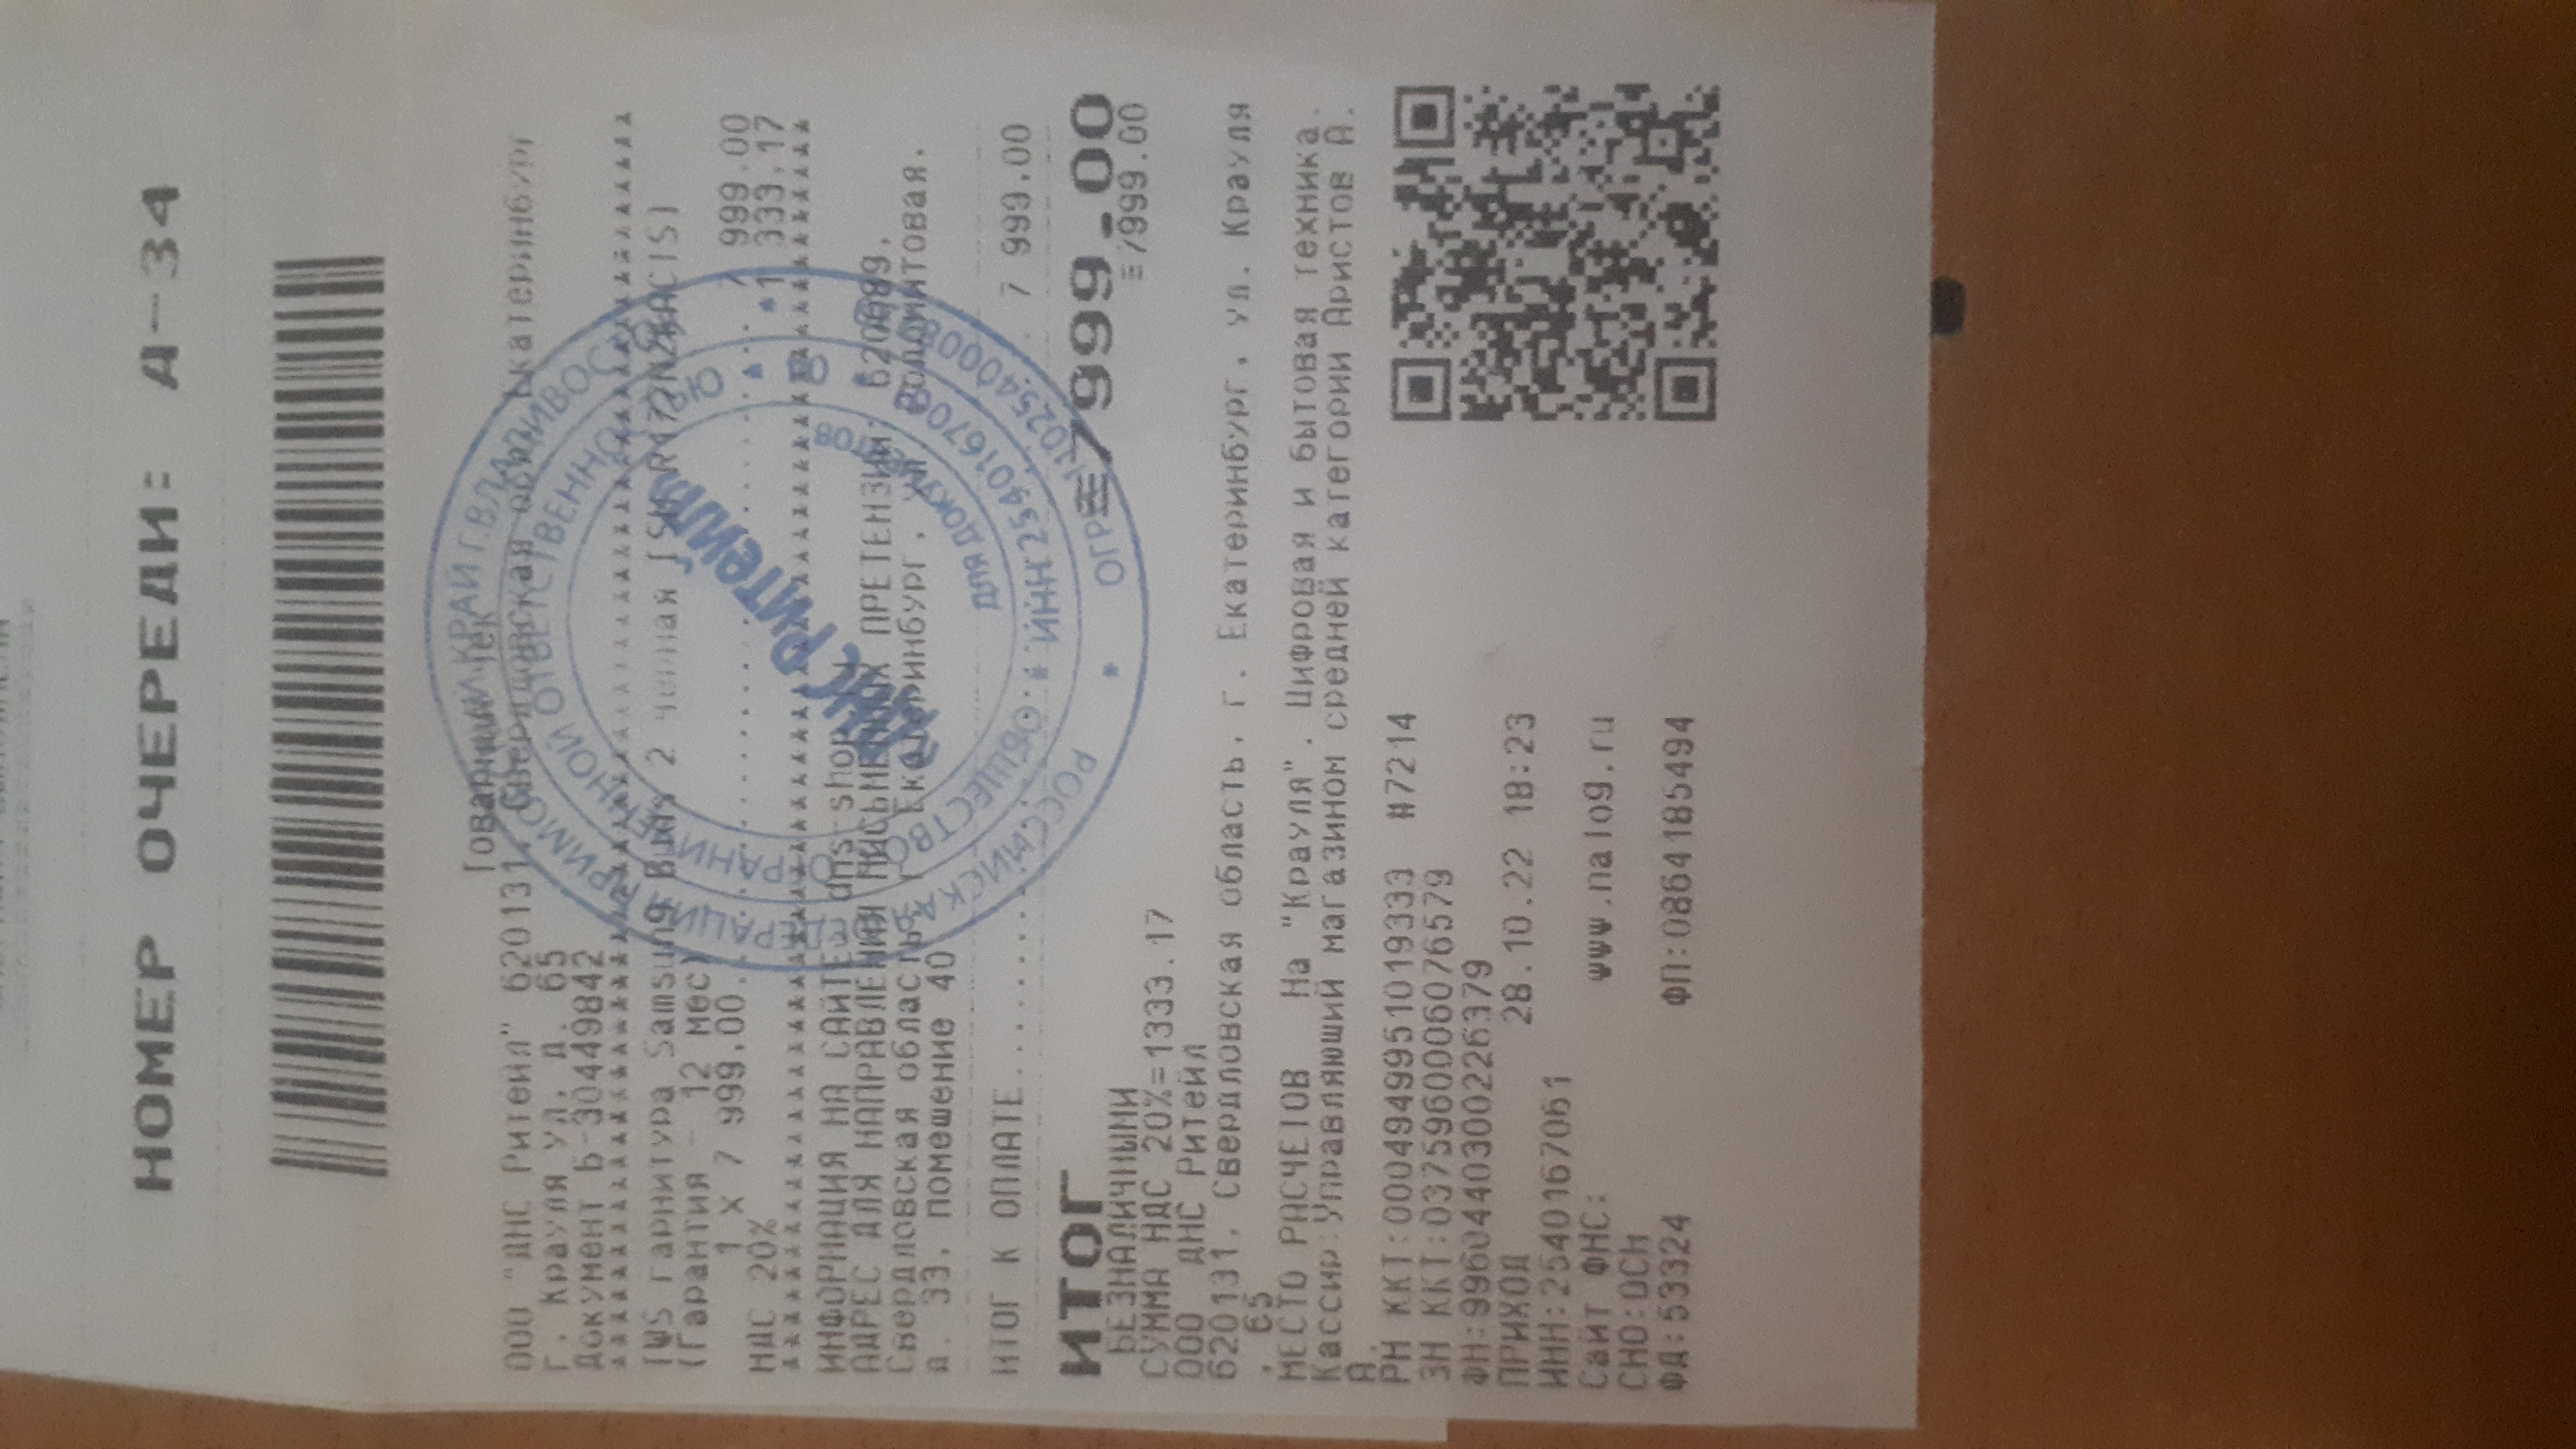 НОМЕР ОЧЕРЕДИ: А-34
Товарный чек
ООО "ДНС Ритейл" 620131, Свердловская обл, Екатеринбург
г, Крауля ул, д. 65
Документ Б-30449842
TWS гарнитура Samsung Buds 2 черная [SM-R177NZKACIS]
(Гарантия - 12 мес)
1 X 7 999.00 7 999.00
НДС 20% *1 333.17
ИНФОРМАЦИЯ НА САЙТЕ: dns-shop.ru
АДРЕС ДЛЯ НАПРАВЛЕНИЯ ПИСЬМЕННЫХ ПРЕТЕНЗИЙ: 620089,
Свердловская область, г. Екатеринбург, ул.
д. 33, помещение 40
ИТОГ К ОПЛАТЕ 7 999.00
ИТОГ ≡7999.00
БЕЗНАЛИЧНЫМИ ≡7999.00
СУММА НДС 20%=1333.17
ООО ДНС Ритейл
620131, Свердловская область, г. Екатеринбург, ул. Крауля
, 65
МЕСТО РАСЧЕТОВ На "Крауля". Цифровая и бытовая техника.
Кассир:Управляющий магазином средней категории Аристов А.
А.
РН ККТ:0004949951019333 #7214
ЗН ККТ:0375960006076579
ФН:9960440300226379
ПРИХОД 28.10.22 18:23
ИНН:2540167061
Сайт ФНС: www.nalog.ru
СНО:ОСН
ФД:53324 ФП:0864185494
РОССИЙСКАЯ ФЕДЕРАЦИЯ ПРИМОРСКИЙ КРАЙ Г.ВЛАДИВОСТОК
ОБЩЕСТВО С ОГРАНИЧЕННОЙ ОТВЕТСТВЕННОСТЬЮ
«ДНС Ритейл»
для документов